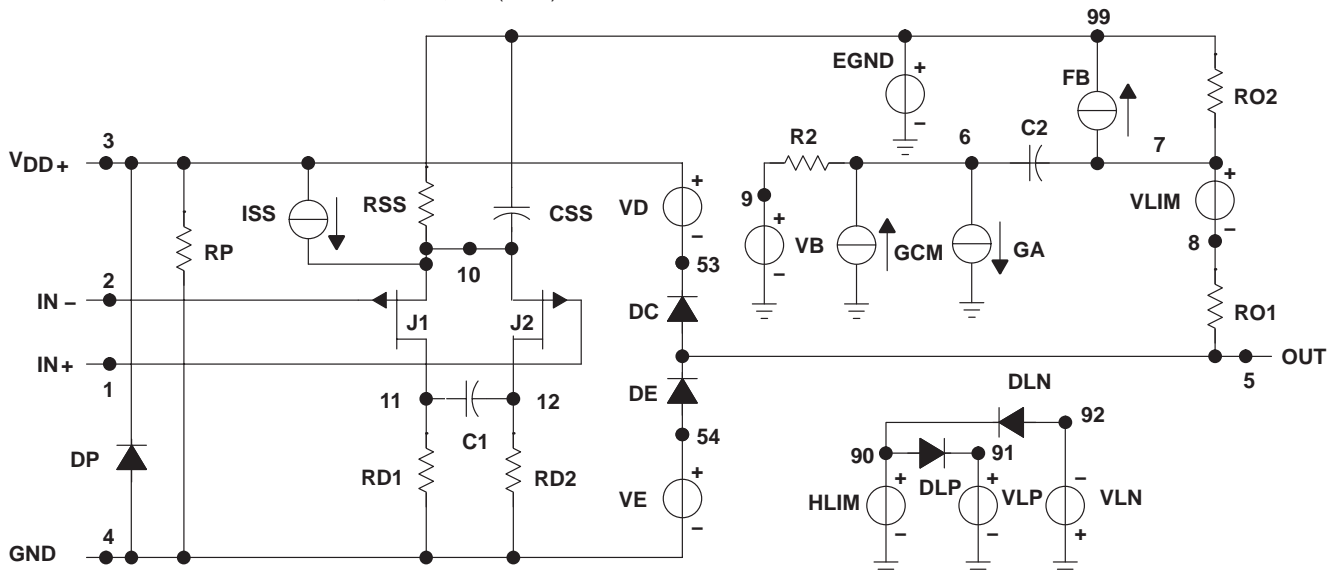 99
EGND
+
−
FB
RO2
3
VDD+
R2
6
C2
7
ISS
RSS
CSS
VD
+
−
9
VB
+
−
GCM
GA
VLIM
+
−
8
RP
10
53
2
IN −
J1
J2
DC
RO1
IN+
1
OUT
5
11
12
C1
DE
54
DLN
92
90
91
DLP
DP
RD1
RD2
VE
+
−
HLIM
+
−
VLP
+
−
VLN
−
+
4
GND